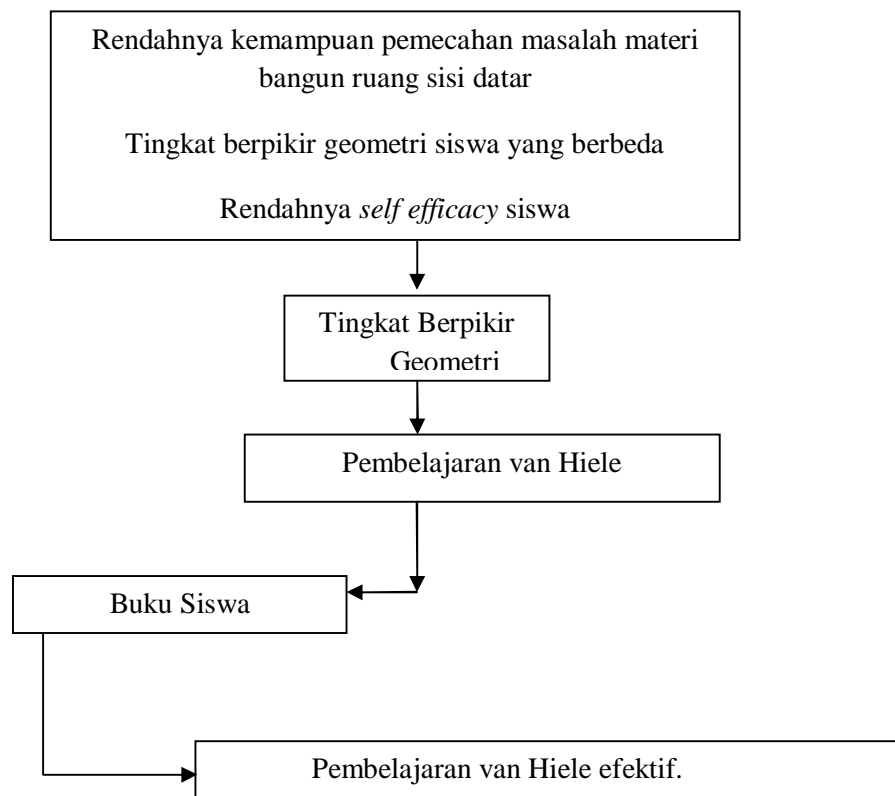 Rendahnya kemampuan pemecahan masalah materi
bangun ruang sisi datar
Tingkat berpikir geometri siswa yang berbeda
Rendahnya self efficacy siswa
Tingkat Berpikir
Geometri
Pembelajaran van Hiele
Buku Siswa
Pembelajaran van Hiele efektif.